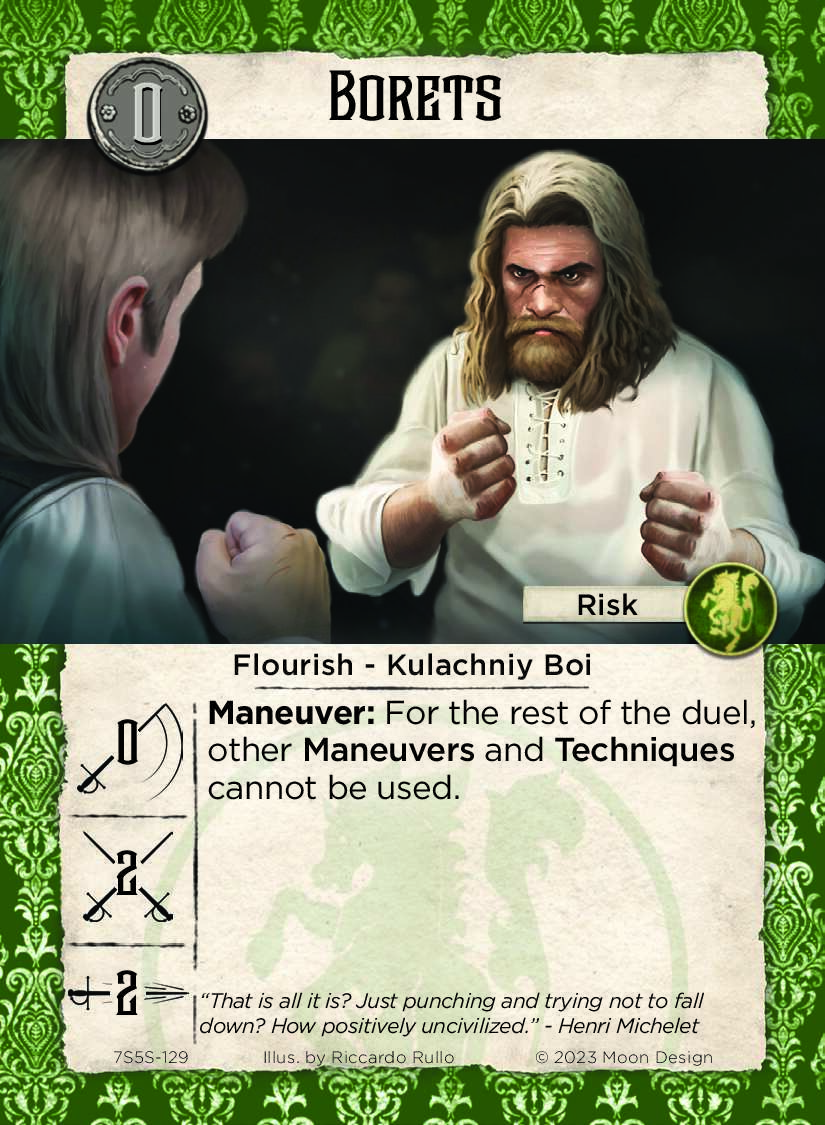 0
Borets
Risk
Flourish - Kulachniy Boi
0
2
2
Maneuver: For the rest of the duel,
other Maneuvers and Techniques
cannot be used.
“That is all it is? Just punching and trying not to fall
down? How positively uncivilized.” - Henri Michelet
7S5S-129 Illus. by Riccardo Rullo © 2023 Moon Design